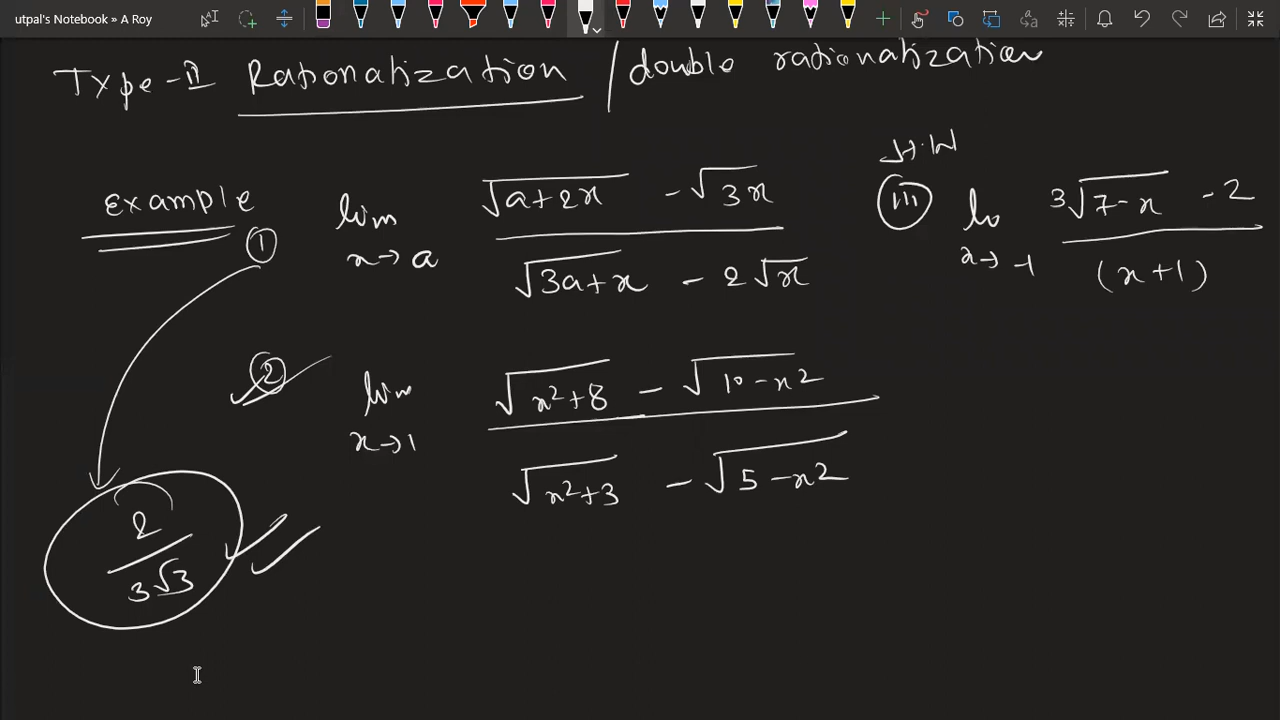 utpal's Notebook » A Roy
Type-II Rationalization / double rationalization
Example
① lim x→a (√(a+2x) - √3x) / (√(3a+x) - 2√x)
H.W
(iii) lt x→-1 (3√(7-x) - 2) / (x+1)
② lim x→1 (√(x²+8) - √(10-x²)) / (√(x²+3) - √(5-x²))
2 / 3√3